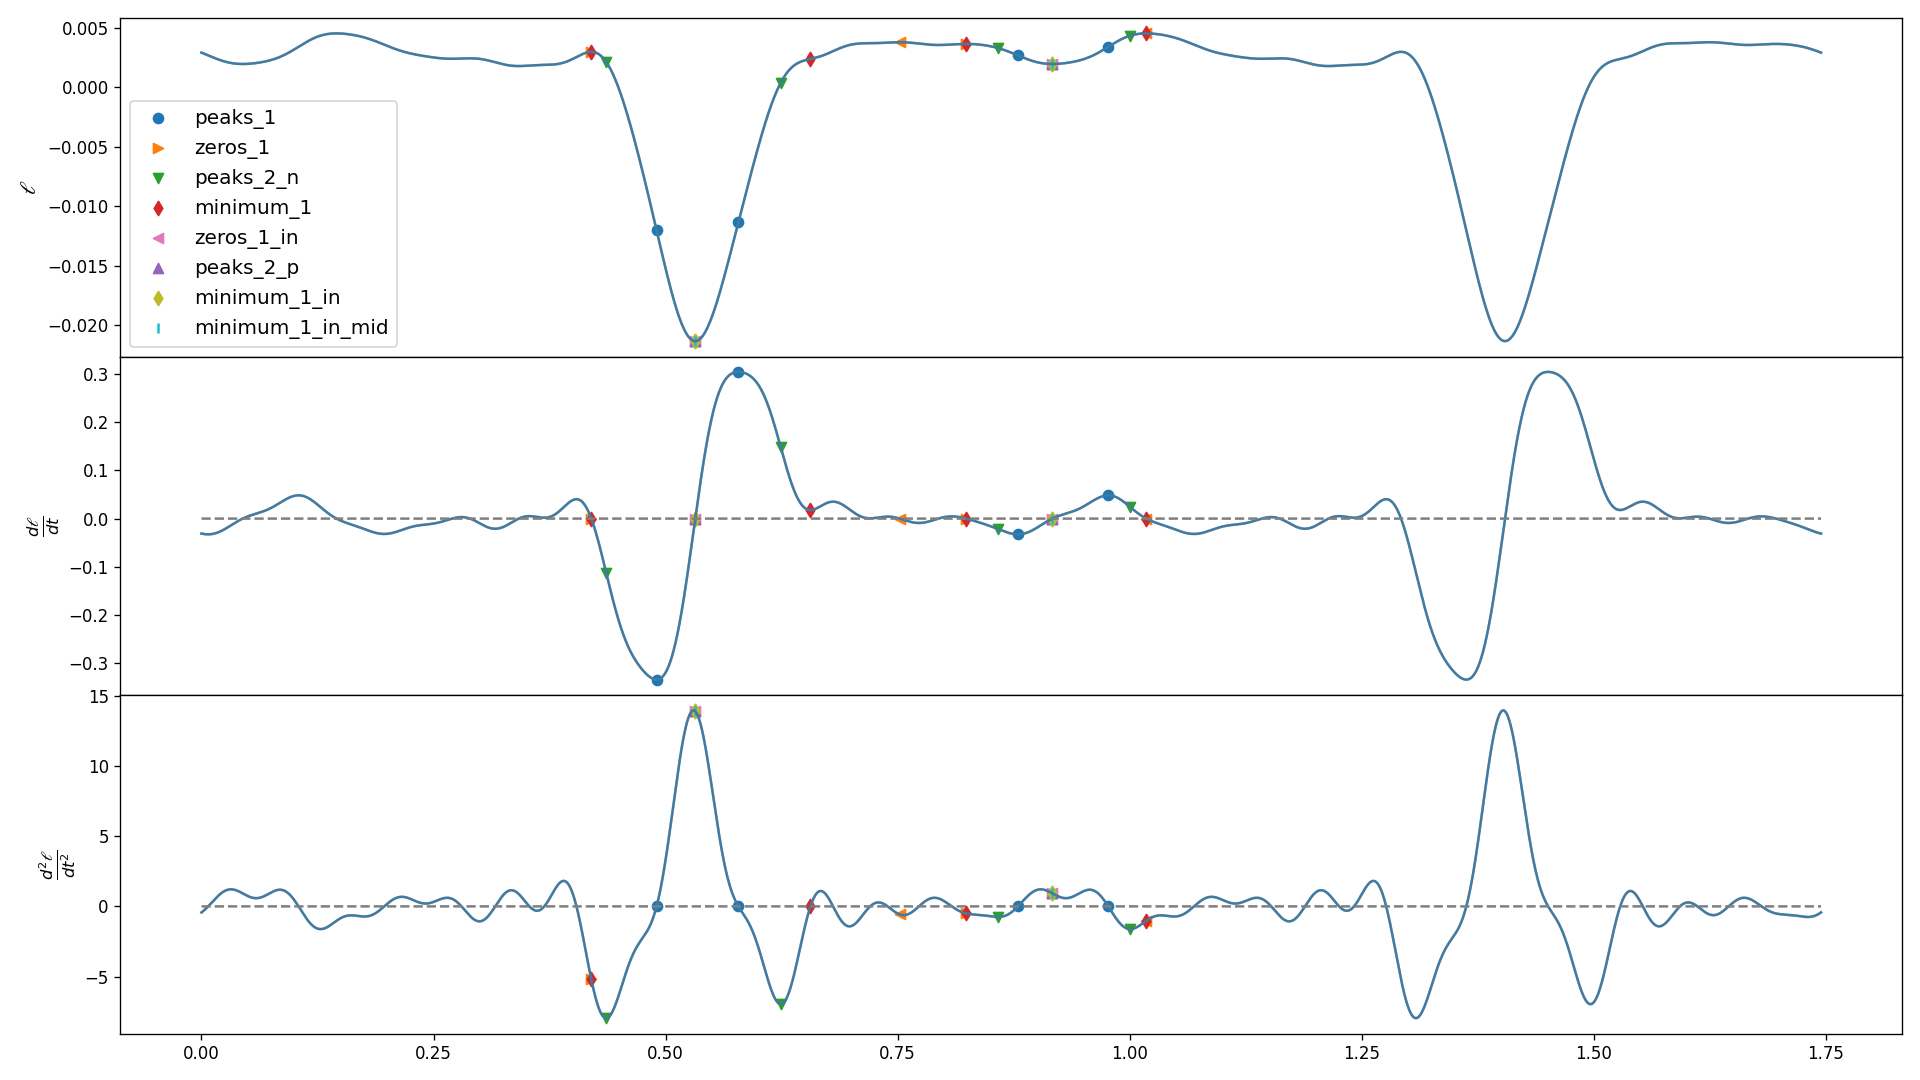 0.005
0.000
−0.005
−0.010
−0.015
−0.020
ℓ
peaks_1
zeros_1
peaks_2_n
minimum_1
zeros_1_in
peaks_2_p
minimum_1_in
minimum_1_in_mid
0.3
0.2
0.1
0.0
−0.1
−0.2
−0.3
dℓ
dt
15
10
5
0
−5
d²ℓ
dt²
0.00 0.25 0.50 0.75 1.00 1.25 1.50 1.75